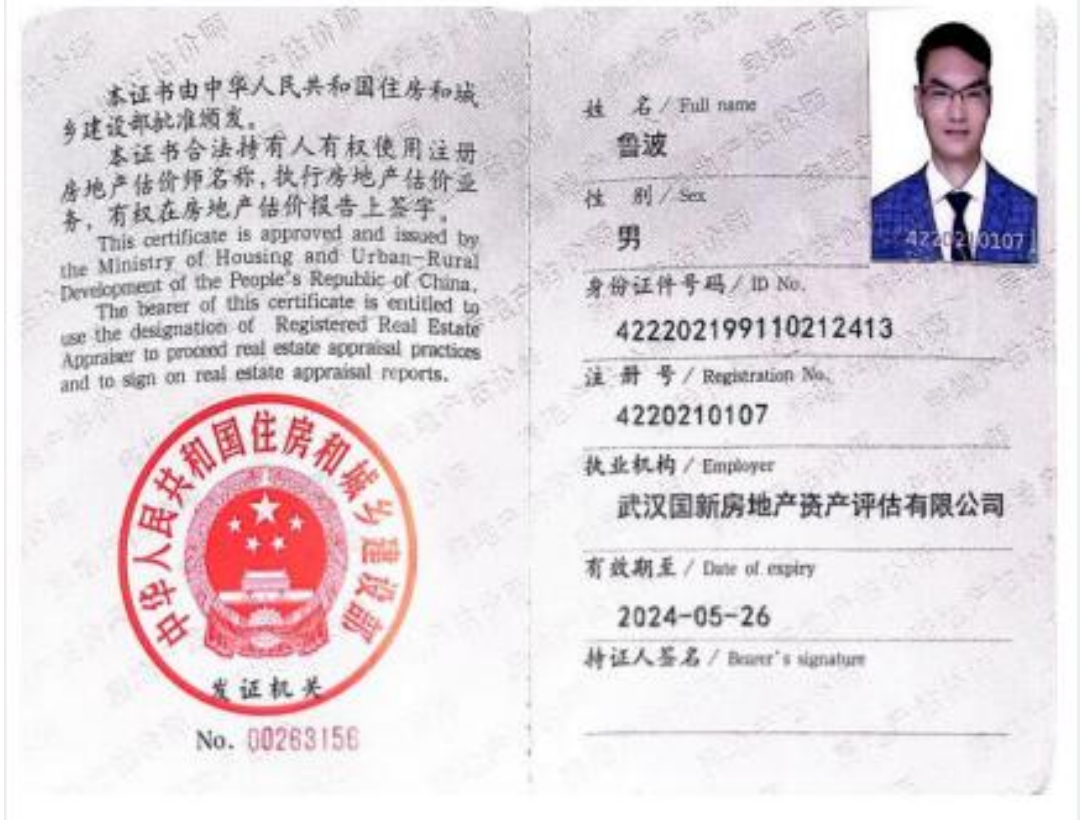 本证书由中华人民共和国住房和城
乡建设部批准颁发。
本证书合法持有人有权使用注册
房地产估价师名称，执行房地产估价业
务，有权在房地产估价报告上签字。
This certificate is approved and issued by
the Ministry of Housing and Urban-Rural
Development of the People's Republic of China.
The bearer of this certificate is entitled to
use the designation of Registered Real Estate
Appraiser to proceed real estate appraisal practices
and to sign on real estate appraisal reports.
中华人民共和国住房和城乡建设部
发证机关
No. 00263156
姓 名 / Full name
鲁波
性 别 / Sex
男
身份证件号码 / ID No.
422202199110212413
注 册 号 / Registration No.
4220210107
执业机构 / Employer
武汉国新房地产资产评估有限公司
有效期至 / Date of expiry
2024-05-26
持证人签名 / Bearer's signature
4220210107